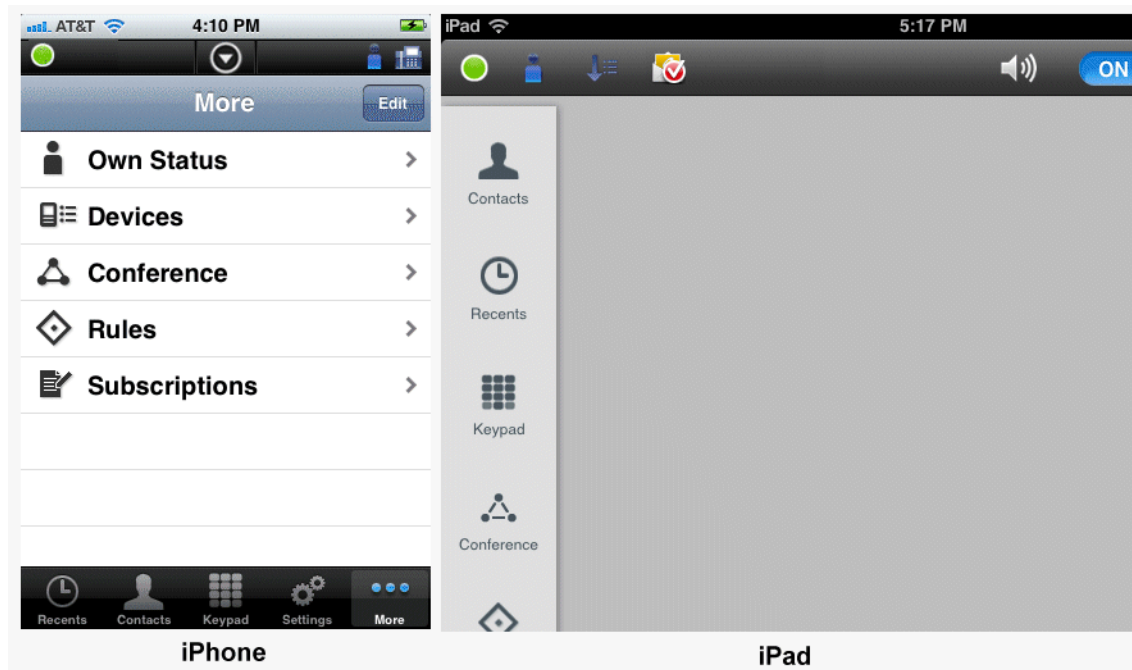 AT&T 4:10 PM
More Edit
Own Status
Devices
Conference
Rules
Subscriptions
Recents Contacts Keypad Settings More
iPhone
iPad 5:17 PM
ON
Contacts
Recents
Keypad
Conference
iPad